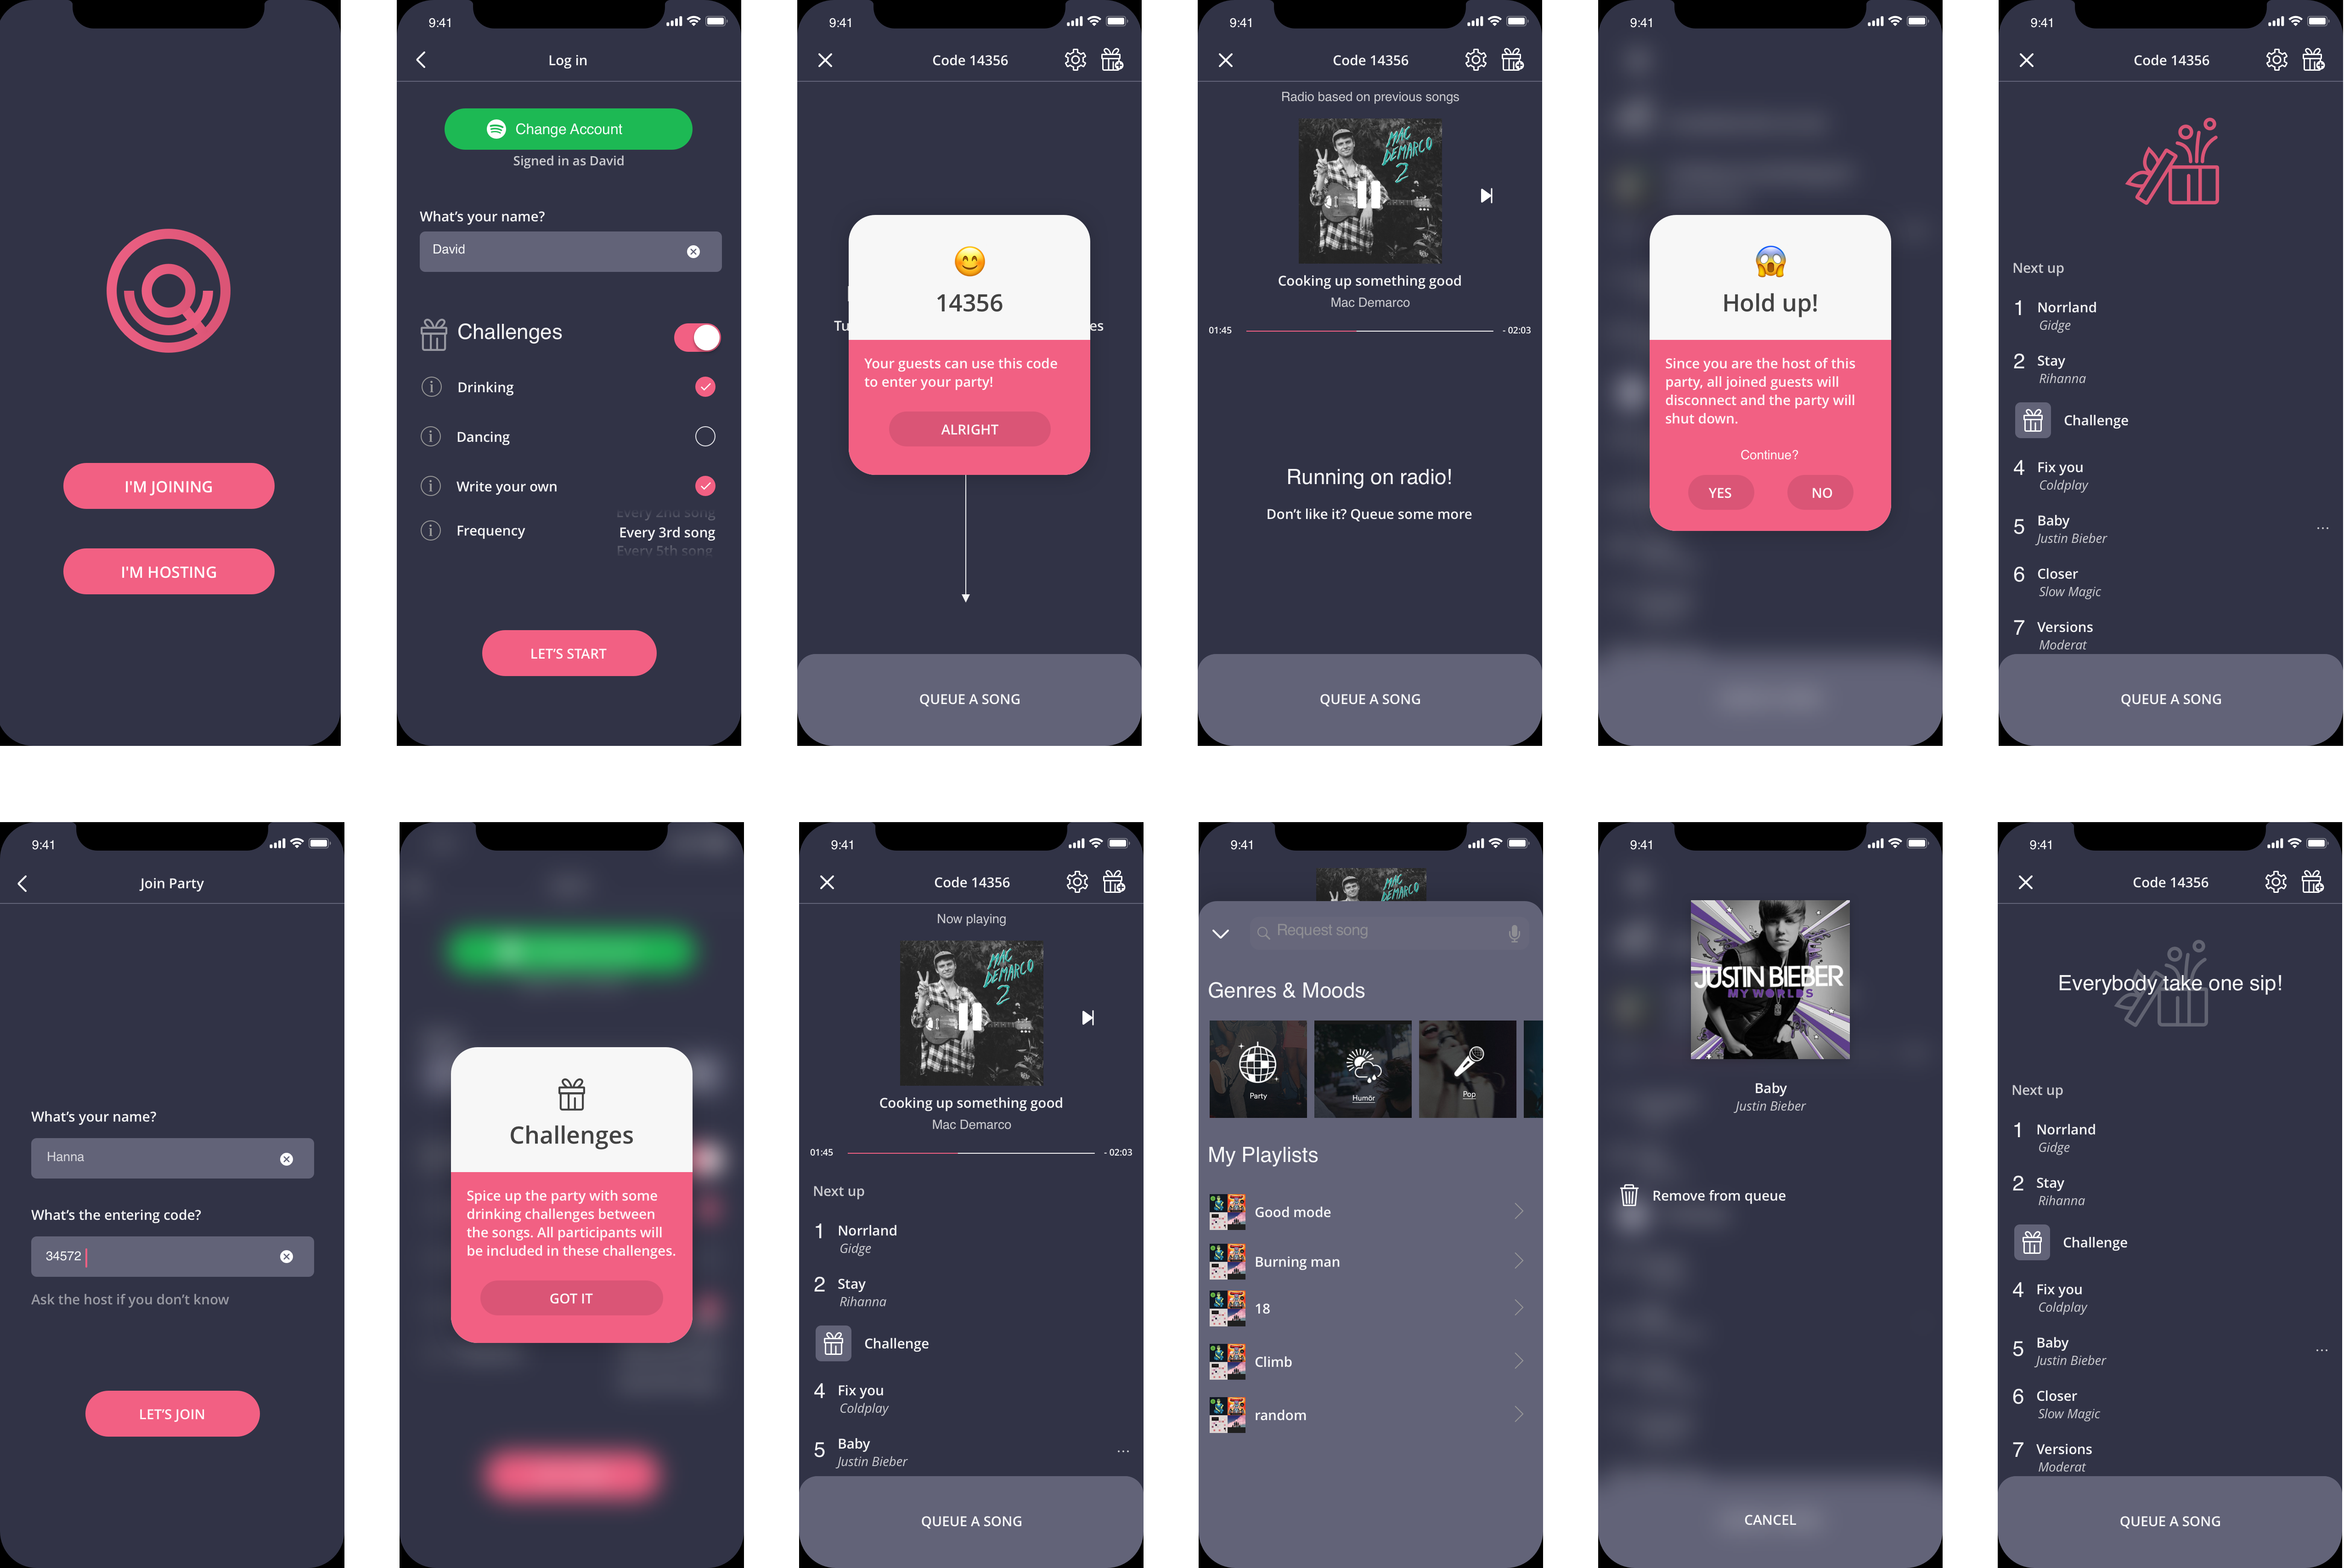 I'M JOINING
I'M HOSTING
9:41
Log in
Change Account
Signed in as David
What's your name?
David
Challenges
Drinking
Dancing
Write your own
Every 2nd song
Frequency
Every 3rd song
Every 5th song
LET'S START
9:41
Code 14356
14356
Tu
es
Your guests can use this code
to enter your party!
ALRIGHT
QUEUE A SONG
9:41
Code 14356
Radio based on previous songs
MAC
DEMARCO
2
Cooking up something good
Mac Demarco
01:45
- 02:03
Running on radio!
Don't like it? Queue some more
QUEUE A SONG
9:41
Hold up!
Since you are the host of this
party, all joined guests will
disconnect and the party will
shut down.
Continue?
YES
NO
9:41
Code 14356
Next up
1 Norrland
Gidge
2 Stay
Rihanna
Challenge
4 Fix you
Coldplay
5 Baby
Justin Bieber
...
6 Closer
Slow Magic
7 Versions
Moderat
QUEUE A SONG
9:41
Join Party
What's your name?
Hanna
What's the entering code?
34572
Ask the host if you don't know
LET'S JOIN
Challenges
Spice up the party with some
drinking challenges between
the songs. All participants will
be included in these challenges.
GOT IT
9:41
Code 14356
Now playing
MAC
DEMARCO
2
Cooking up something good
Mac Demarco
01:45
- 02:03
Next up
1 Norrland
Gidge
2 Stay
Rihanna
Challenge
4 Fix you
Coldplay
5 Baby
Justin Bieber
...
QUEUE A SONG
9:41
MAC
DEMARCO
Request song
Genres & Moods
Party
Humör
Pop
My Playlists
Good mode
Burning man
18
Climb
random
9:41
JUSTIN BIEBER
MY WORLDS
Baby
Justin Bieber
Remove from queue
CANCEL
9:41
Code 14356
Everybody take one sip!
Next up
1 Norrland
Gidge
2 Stay
Rihanna
Challenge
4 Fix you
Coldplay
5 Baby
Justin Bieber
...
6 Closer
Slow Magic
7 Versions
Moderat
QUEUE A SONG